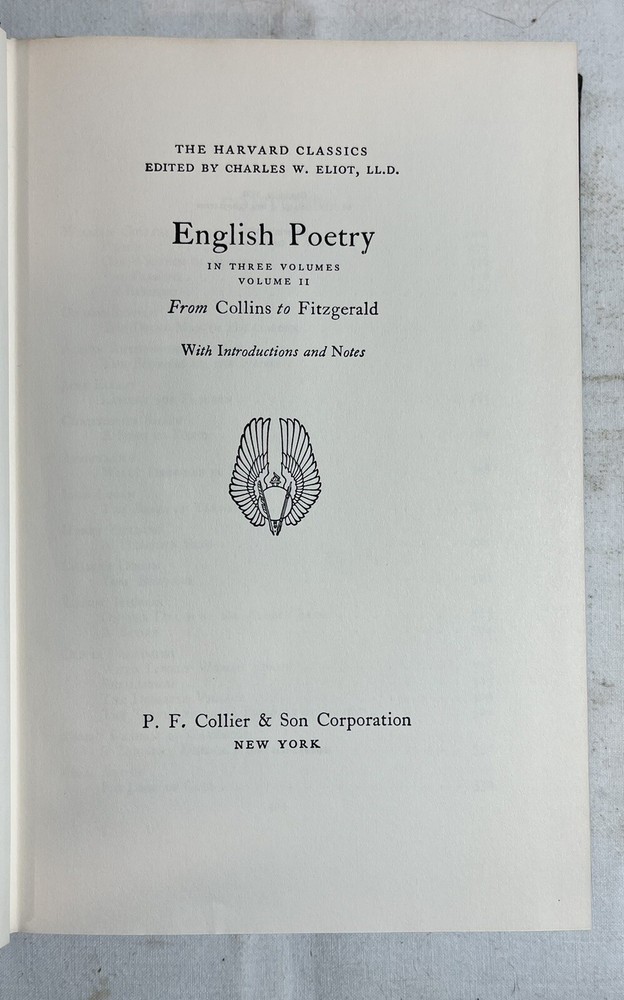 THE HARVARD CLASSICS
EDITED BY CHARLES W. ELIOT, LL.D.
English Poetry
IN THREE VOLUMES
VOLUME II
From Collins to Fitzgerald
With Introductions and Notes
P. F. Collier & Son Corporation
NEW YORK